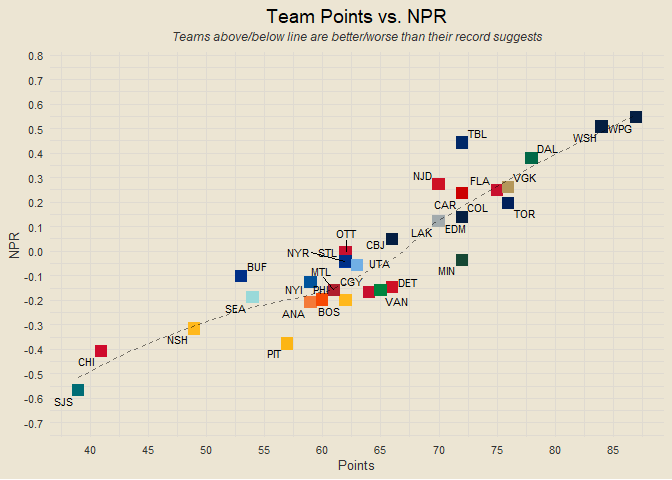 Team Points vs. NPR
Teams above/below line are better/worse than their record suggests
NPR
0.8
0.7
0.6
0.5
0.4
0.3
0.2
0.1
0.0
-0.1
-0.2
-0.3
-0.4
-0.5
-0.6
-0.7
WPG
WSH
TBL
DAL
NJD
FLA
VGK
CAR
COL
TOR
LAK
EDM
OTT
CBJ
NYR
STL
UTA
MIN
BUF
MTL
CGY
DET
NYI
PHI
VAN
SEA
ANA
BOS
NSH
PIT
CHI
SJS
40 45 50 55 60 65 70 75 80 85
Points